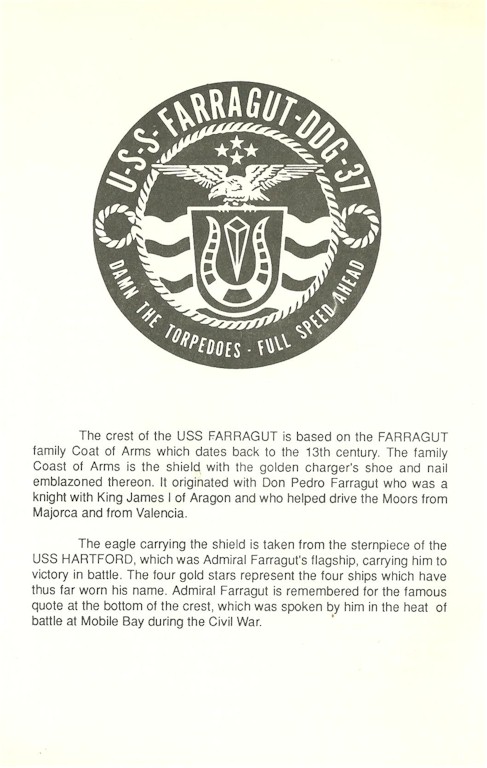 U-S-S-FARRAGUT-DDG-37
DAMN THE TORPEDOES - FULL SPEED AHEAD
The crest of the USS FARRAGUT is based on the FARRAGUT
family Coat of Arms which dates back to the 13th century. The family
Coast of Arms is the shield with the golden charger's shoe and nail
emblazoned thereon. It originated with Don Pedro Farragut who was a
knight with King James I of Aragon and who helped drive the Moors from
Majorca and from Valencia.
The eagle carrying the shield is taken from the sternpiece of the
USS HARTFORD, which was Admiral Farragut's flagship, carrying him to
victory in battle. The four gold stars represent the four ships which have
thus far worn his name. Admiral Farragut is remembered for the famous
quote at the bottom of the crest, which was spoken by him in the heat of
battle at Mobile Bay during the Civil War.